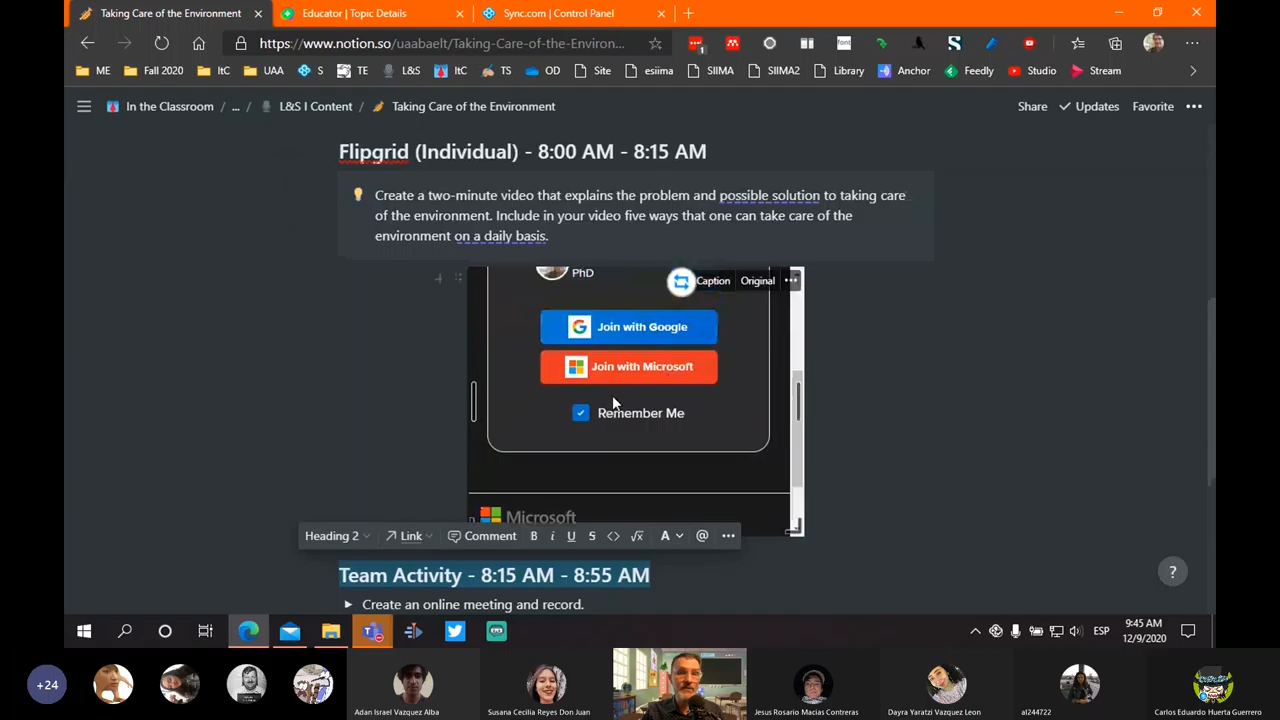 Taking Care of the Environment
Educator | Topic Details
Sync.com | Control Panel
https://www.notion.so/uaabaelt/Taking-Care-of-the-Environ...
1
font
ME
Fall 2020
ItC
UAA
S
TE
L&S
ItC
TS
OD
Site
esiima
SIIMA
SIIMA2
Library
Anchor
Feedly
Studio
Stream
In the Classroom / ... / L&S I Content / Taking Care of the Environment
Share
Updates
Favorite
Flipgrid (Individual) - 8:00 AM - 8:15 AM
Create a two-minute video that explains the problem and possible solution to taking care
of the environment. Include in your video five ways that one can take care of the
environment on a daily basis.
PhD
Caption
Original
Join with Google
Join with Microsoft
Remember Me
Microsoft
Heading 2
Link
Comment
B i U S
√x
A
@
Team Activity - 8:15 AM - 8:55 AM
Create an online meeting and record.
?
ESP
9:45 AM
12/9/2020
+24
Adan Israel Vazquez Alba
Susana Cecilia Reyes Don Juan
Jesus Rosario Macias Contreras
Dayra Yaratzi Vazquez Leon
al244722
Carlos Eduardo Huerta Guerrero